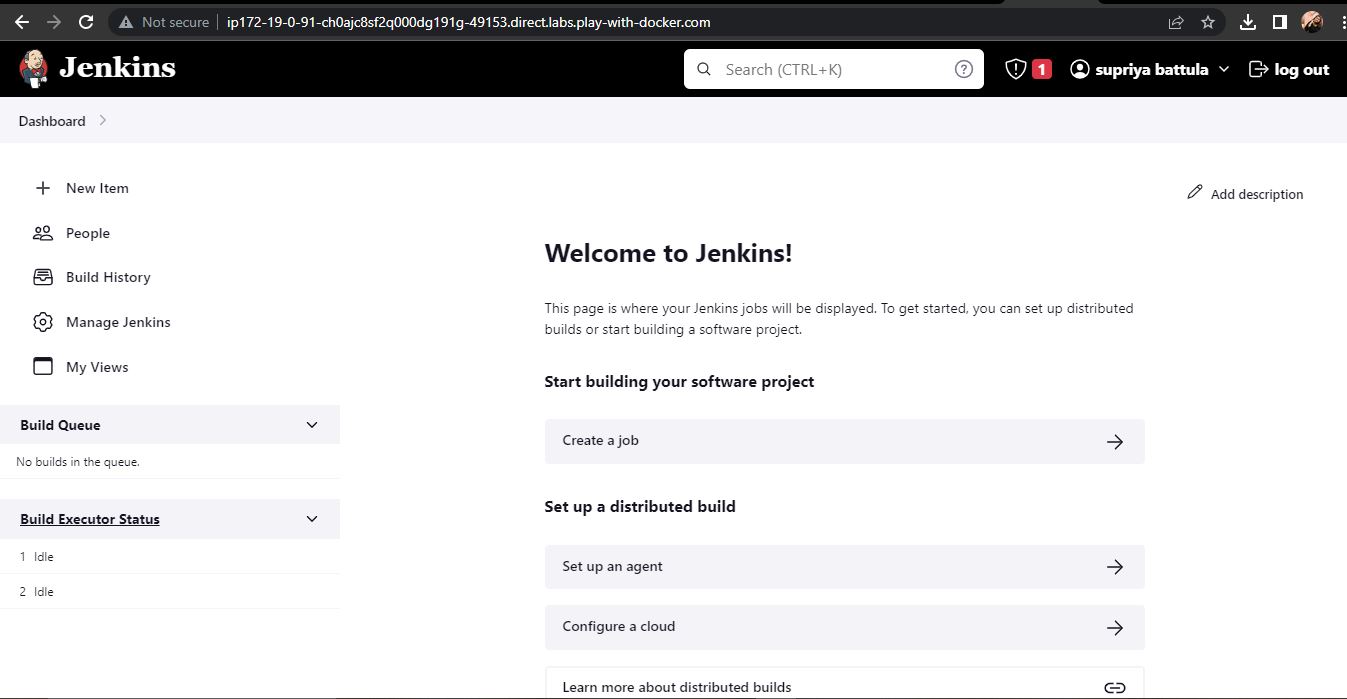 Not secure ip172-19-0-91-ch0ajc8sf2q000dg191g-49153.direct.labs.play-with-docker.com
Jenkins
Search (CTRL+K)
1
supriya battula
log out
Dashboard
New Item
People
Build History
Manage Jenkins
My Views
Build Queue
No builds in the queue.
Build Executor Status
1 Idle
2 Idle
Add description
Welcome to Jenkins!
This page is where your Jenkins jobs will be displayed. To get started, you can set up distributed
builds or start building a software project.
Start building your software project
Create a job
Set up a distributed build
Set up an agent
Configure a cloud
Learn more about distributed builds